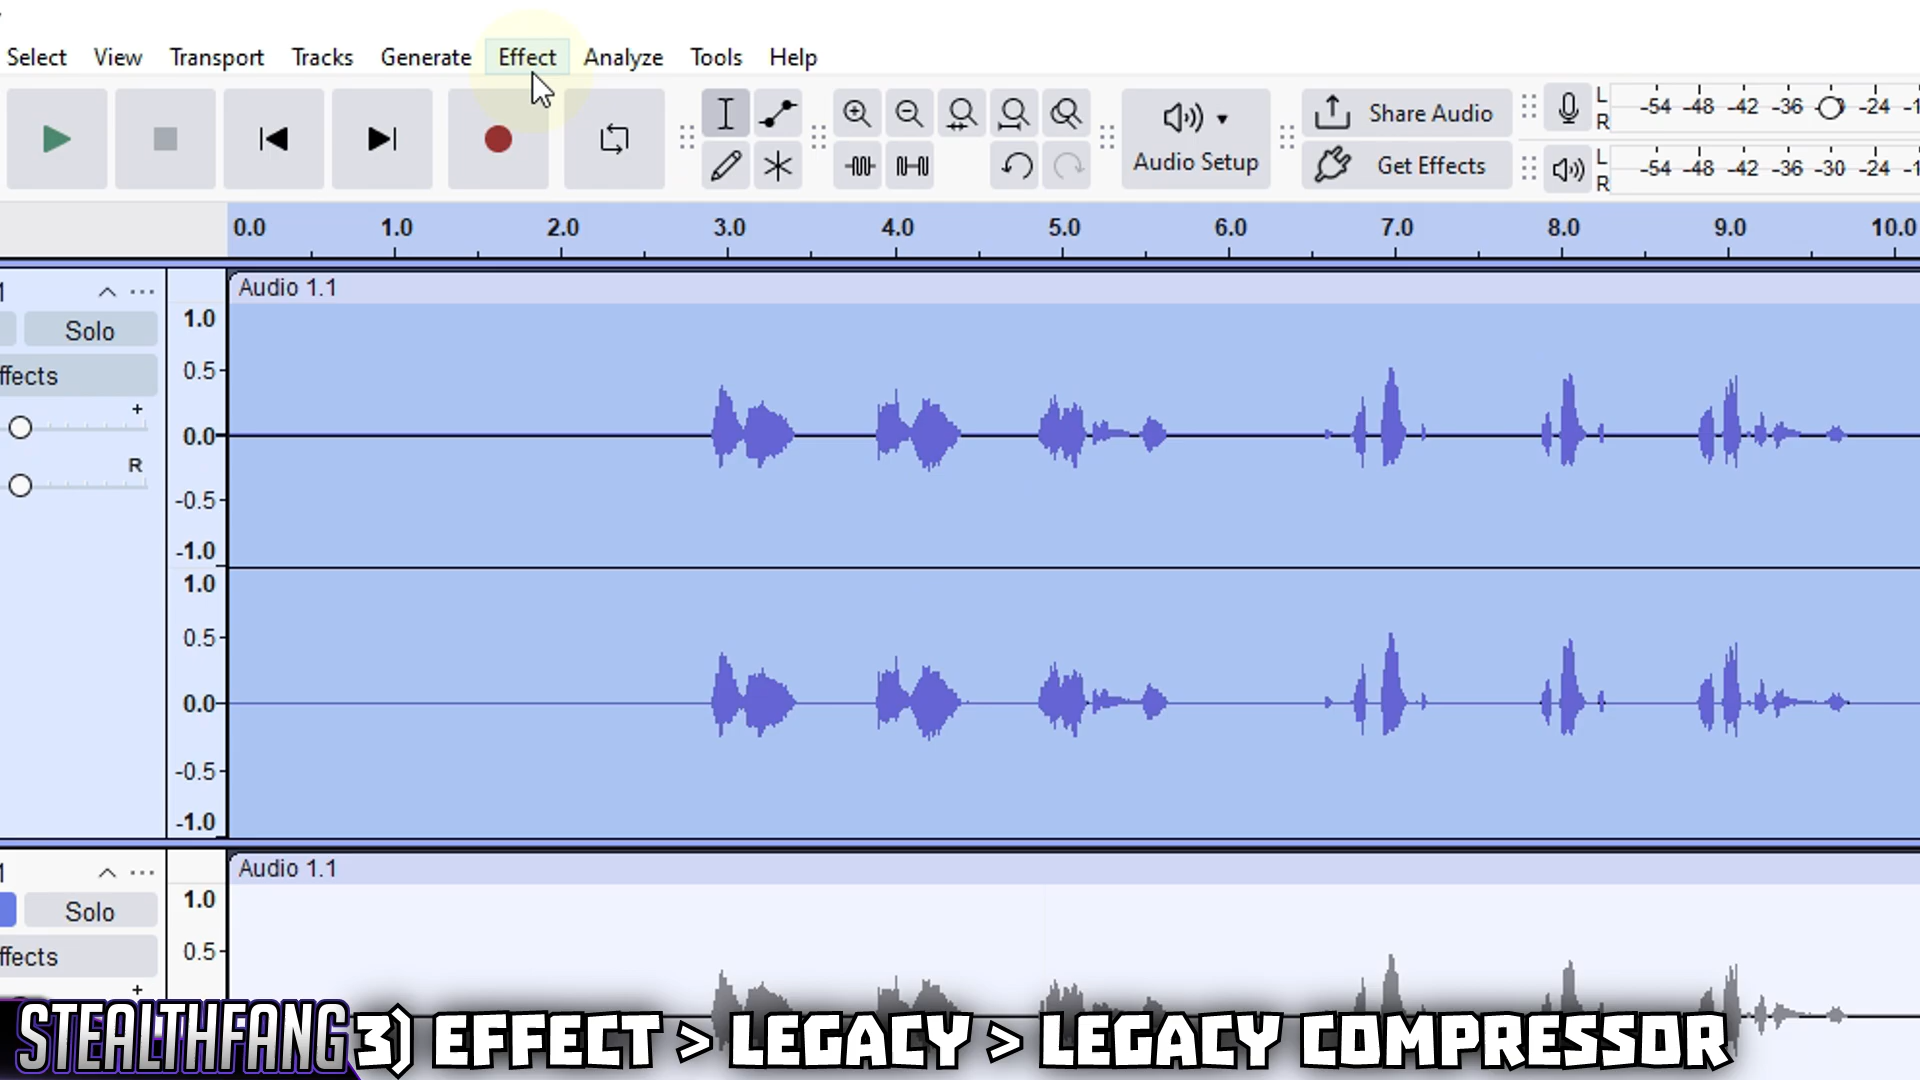 Select View Transport Tracks Generate Effect Analyze Tools Help
Share Audio
L
R
-54 -48 -42 -36 -24 -1
Audio Setup
Get Effects
L
R
-54 -48 -42 -36 -30 -24 -1
0.0 1.0 2.0 3.0 4.0 5.0 6.0 7.0 8.0 9.0 10.0
1
Audio 1.1
Solo
ffects
+
R
1.0
0.5
0.0
-0.5
-1.0
1.0
0.5
0.0
-0.5
-1.0
1
Audio 1.1
Solo
ffects
+
1.0
0.5
STEALTHFANG
3) EFFECT > LEGACY > LEGACY COMPRESSOR